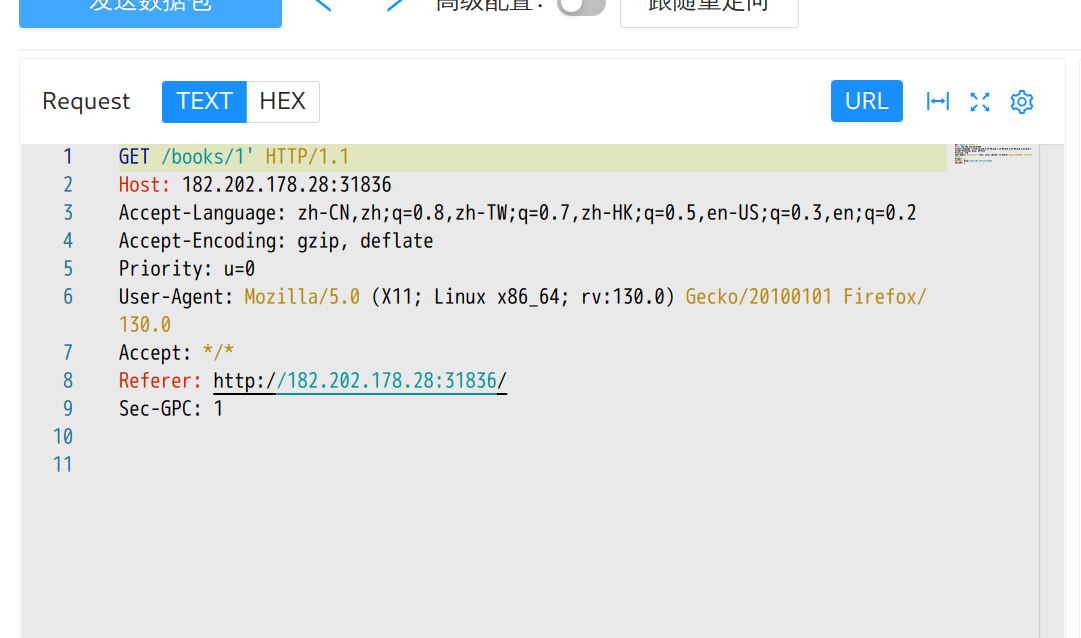 发送数据包 < > 高级配置: 跟随重定向
Request TEXT HEX URL
1 GET /books/1' HTTP/1.1
2 Host: 182.202.178.28:31836
3 Accept-Language: zh-CN,zh;q=0.8,zh-TW;q=0.7,zh-HK;q=0.5,en-US;q=0.3,en;q=0.2
4 Accept-Encoding: gzip, deflate
5 Priority: u=0
6 User-Agent: Mozilla/5.0 (X11; Linux x86_64; rv:130.0) Gecko/20100101 Firefox/
130.0
7 Accept: */*
8 Referer: http://182.202.178.28:31836/
9 Sec-GPC: 1
10
11